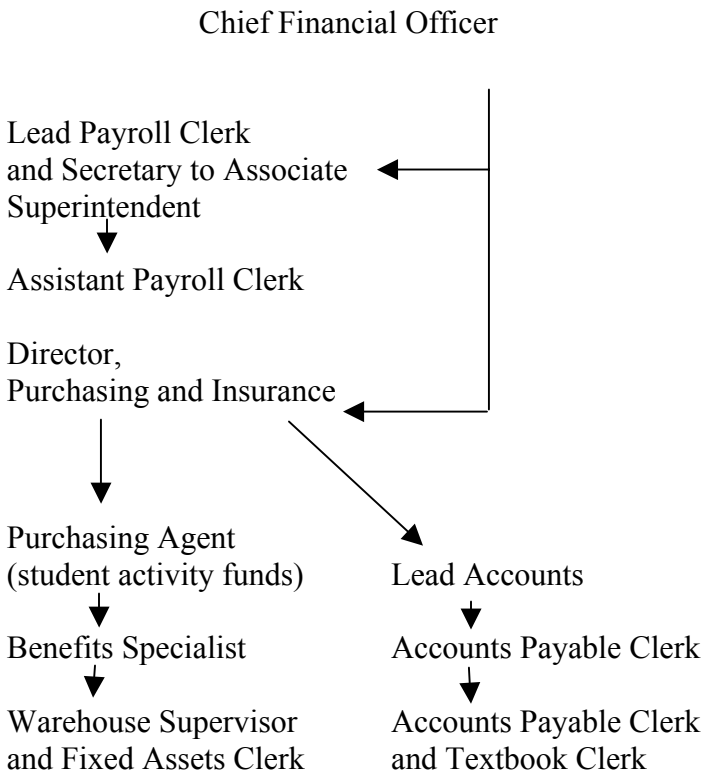 Chief Financial Officer
Lead Payroll Clerk
and Secretary to Associate
Superintendent
Assistant Payroll Clerk
Director,
Purchasing and Insurance
Purchasing Agent
(student activity funds)
Lead Accounts
Benefits Specialist
Accounts Payable Clerk
Warehouse Supervisor
and Fixed Assets Clerk
Accounts Payable Clerk
and Textbook Clerk